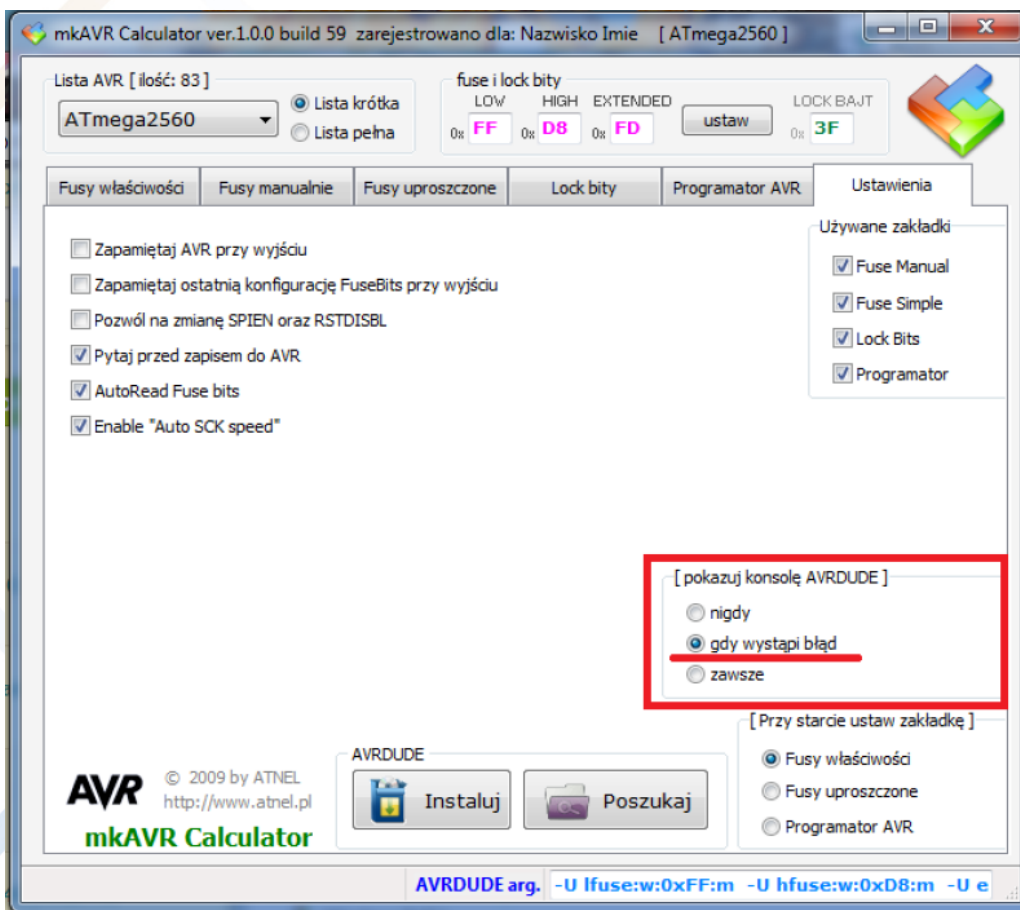 mkAVR Calculator ver.1.0.0 build 59 zarejestrowano dla: Nazwisko Imie [ ATmega2560 ]
Lista AVR [ ilość: 83 ]
ATmega2560
Lista krótka
Lista pełna
fuse i lock bity
LOW HIGH EXTENDED LOCK BAJT
0x FF 0x D8 0x FD ustaw 0x 3F
Fusy właściwości Fusy manualnie Fusy uproszczone Lock bity Programator AVR Ustawienia
Zapamiętaj AVR przy wyjściu
Zapamiętaj ostatnią konfigurację FuseBits przy wyjściu
Pozwól na zmianę SPIEN oraz RSTDISBL
Pytaj przed zapisem do AVR
AutoRead Fuse bits
Enable "Auto SCK speed"
Używane zakładki
Fuse Manual
Fuse Simple
Lock Bits
Programator
[ pokazuj konsolę AVRDUDE ]
nigdy
gdy wystąpi błąd
zawsze
[ Przy starcie ustaw zakładkę ]
Fusy właściwości
Fusy uproszczone
Programator AVR
AVR © 2009 by ATNEL
http://www.atnel.pl
mkAVR Calculator
AVRDUDE
Instaluj Poszukaj
AVRDUDE arg. -U lfuse:w:0xFF:m -U hfuse:w:0xD8:m -U e